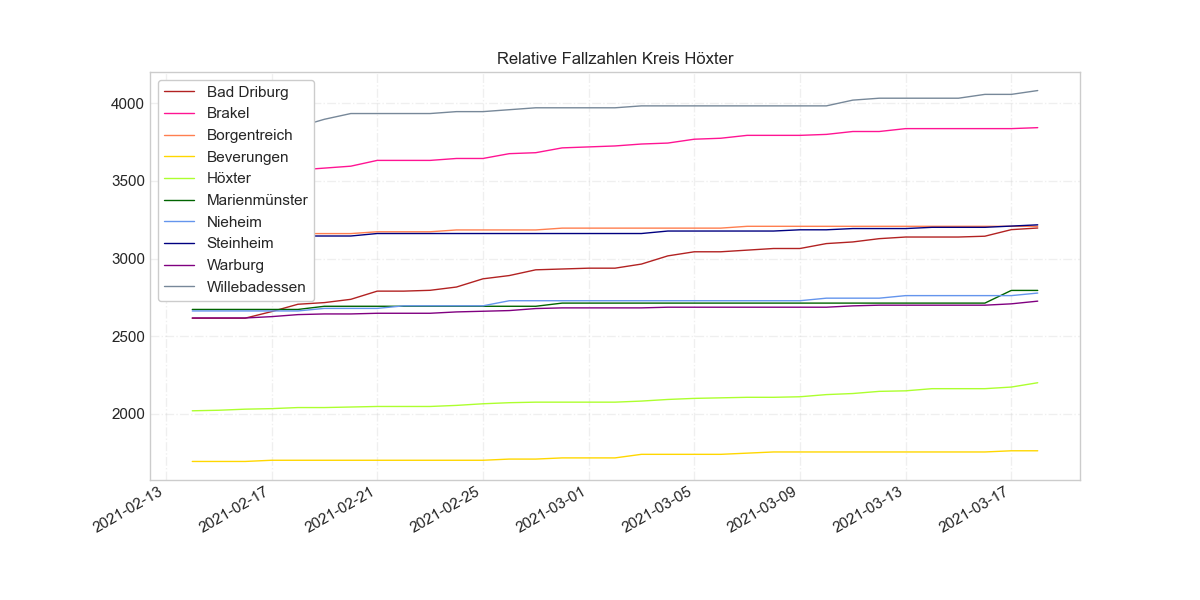 Relative Fallzahlen Kreis Höxter
Bad Driburg
Brakel
Borgentreich
Beverungen
Höxter
Marienmünster
Nieheim
Steinheim
Warburg
Willebadessen
4000
3500
3000
2500
2000
2021-02-13
2021-02-17
2021-02-21
2021-02-25
2021-03-01
2021-03-05
2021-03-09
2021-03-13
2021-03-17